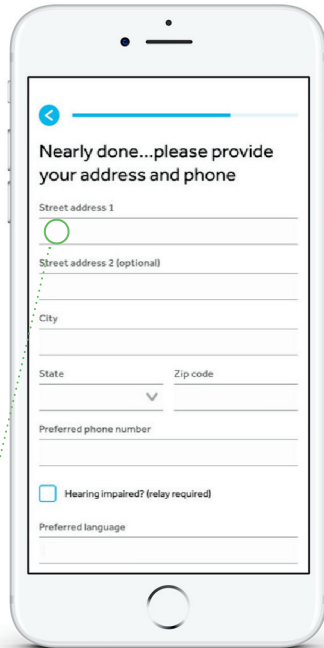 Nearly done...please provide
your address and phone
Street address 1
Street address 2 (optional)
City
State Zip code
Preferred phone number
Hearing impaired? (relay required)
Preferred language